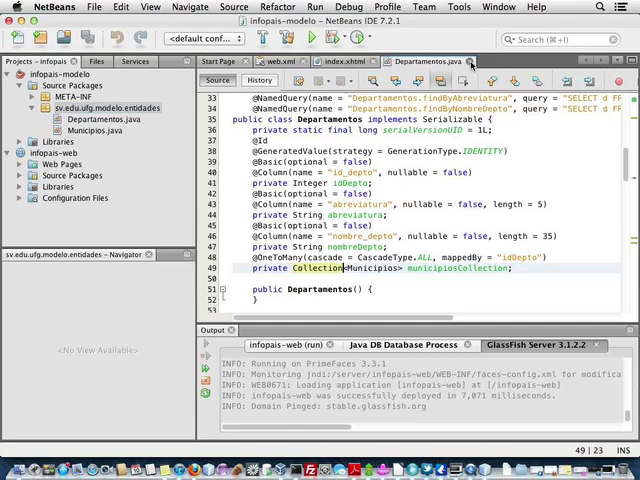 NetBeans File Edit View Navigate Source Refactor Run Debug Profile Team Tools
infopais-modelo - NetBeans IDE 7.2.1
<default conf...
Search (⌘+I)
Projects - infopais
Files
Services
Start Page
web.xml
index.xhtml
Departamentos.java
infopais-modelo
Source Packages
META-INF
sv.edu.ufg.modelo.entidades
Departamentos.java
Municipios.java
Libraries
infopais-web
Web Pages
Source Packages
Libraries
Configuration Files
Source History
33 @NamedQuery(name = "Departamentos.findByAbreviatura", query = "SELECT d FR
34 @NamedQuery(name = "Departamentos.findByNombreDepto", query = "SELECT d FR
35 public class Departamentos implements Serializable {
36 private static final long serialVersionUID = 1L;
37 @Id
38 @GeneratedValue(strategy = GenerationType.IDENTITY)
39 @Basic(optional = false)
40 @Column(name = "id_depto", nullable = false)
41 private Integer idDepto;
42 @Basic(optional = false)
43 @Column(name = "abreviatura", nullable = false, length = 5)
44 private String abreviatura;
45 @Basic(optional = false)
46 @Column(name = "nombre_depto", nullable = false, length = 35)
47 private String nombreDepto;
48 @OneToMany(cascade = CascadeType.ALL, mappedBy = "idDepto")
49 private Collection<Municipios> municipiosCollection;
50
51 public Departamentos() {
52 }
sv.edu.ufg.modelo.entidades - Navigator
<No View Available>
Output
infopais-web (run)
Java DB Database Process
GlassFish Server 3.1.2.2
INFO: Running on PrimeFaces 3.3.1
INFO: Monitoring jndi:/server/infopais-web/WEB-INF/faces-config.xml for modificat
INFO: WEB0671: Loading application [infopais-web] at [/infopais-web]
INFO: infopais-web was successfully deployed in 7,071 milliseconds.
INFO: Domain Pinged: stable.glassfish.org
49 | 23 INS